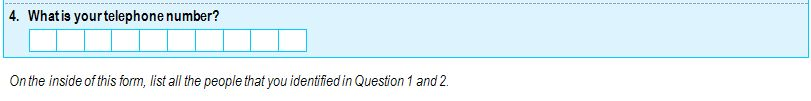 4. What is your telephone number?
On the inside of this form, list all the people that you identified in Question 1 and 2.